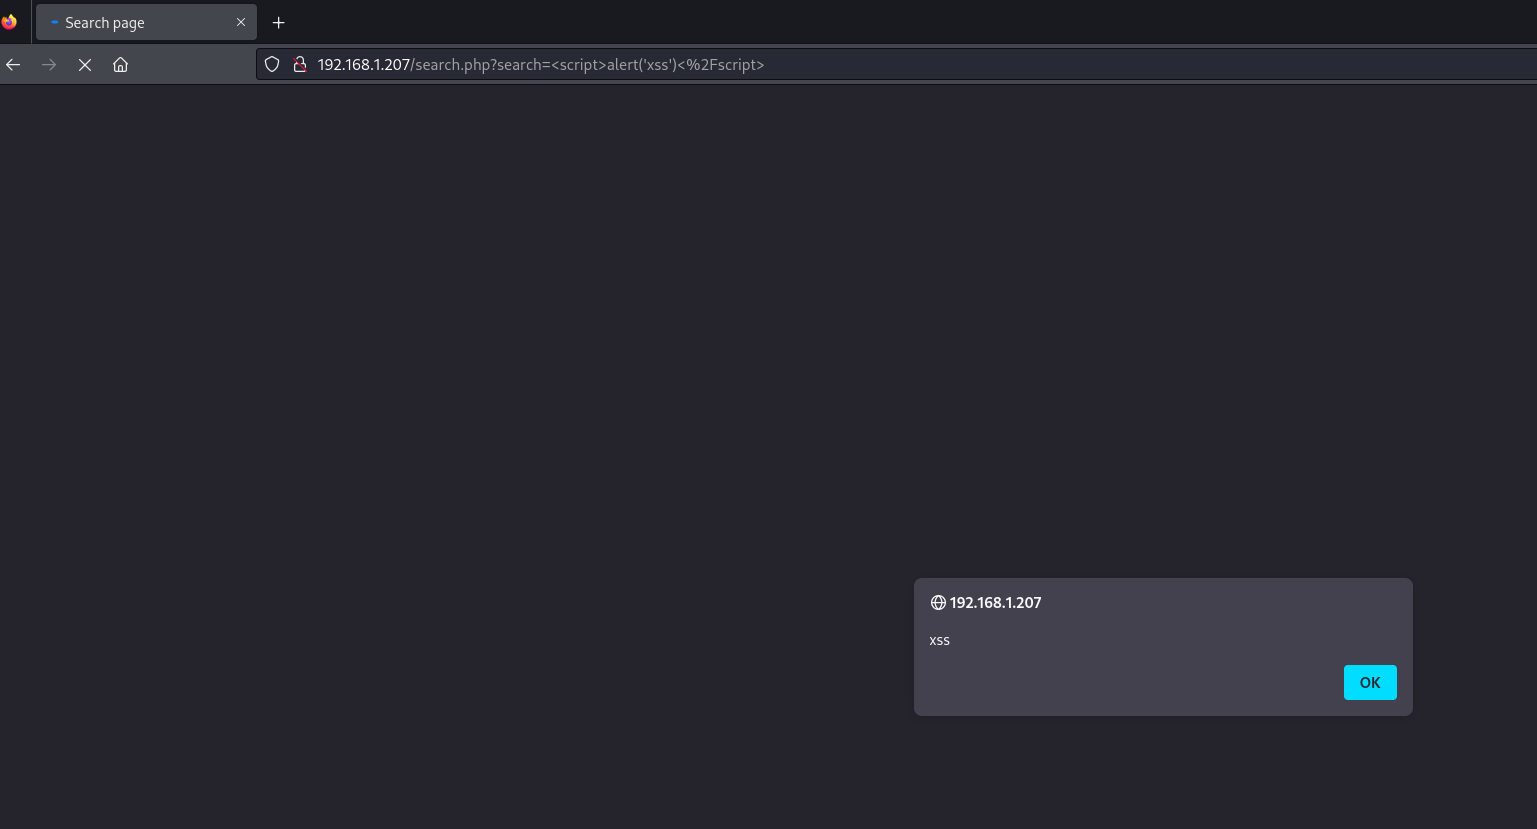 Search page
192.168.1.207/search.php?search=<script>alert('xss')<%2Fscript>
192.168.1.207
xss
OK